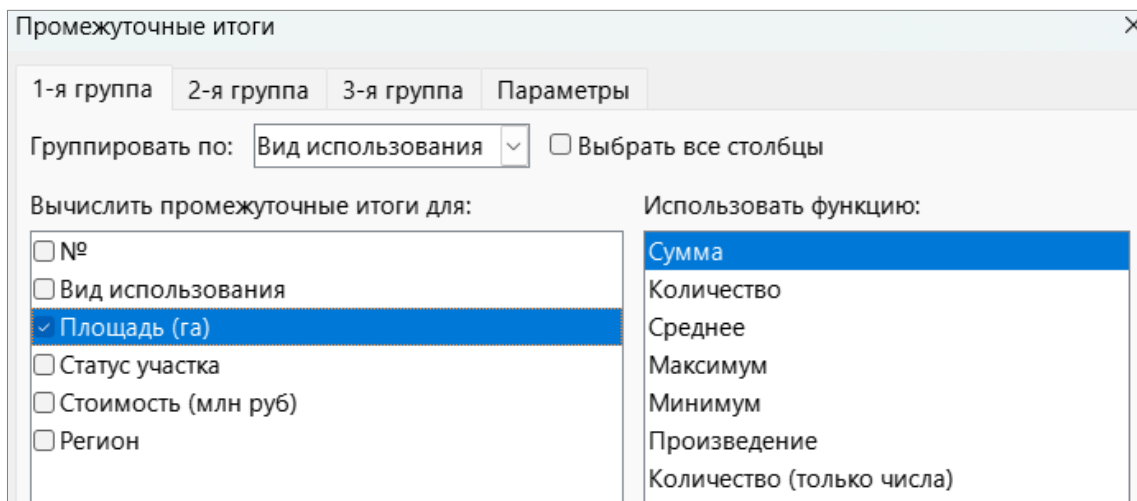 Промежуточные итоги
1-я группа 2-я группа 3-я группа Параметры
Группировать по: Вид использования Выбрать все столбцы
Вычислить промежуточные итоги для:
№
Вид использования
Площадь (га)
Статус участка
Стоимость (млн руб)
Регион
Использовать функцию:
Сумма
Количество
Среднее
Максимум
Минимум
Произведение
Количество (только числа)